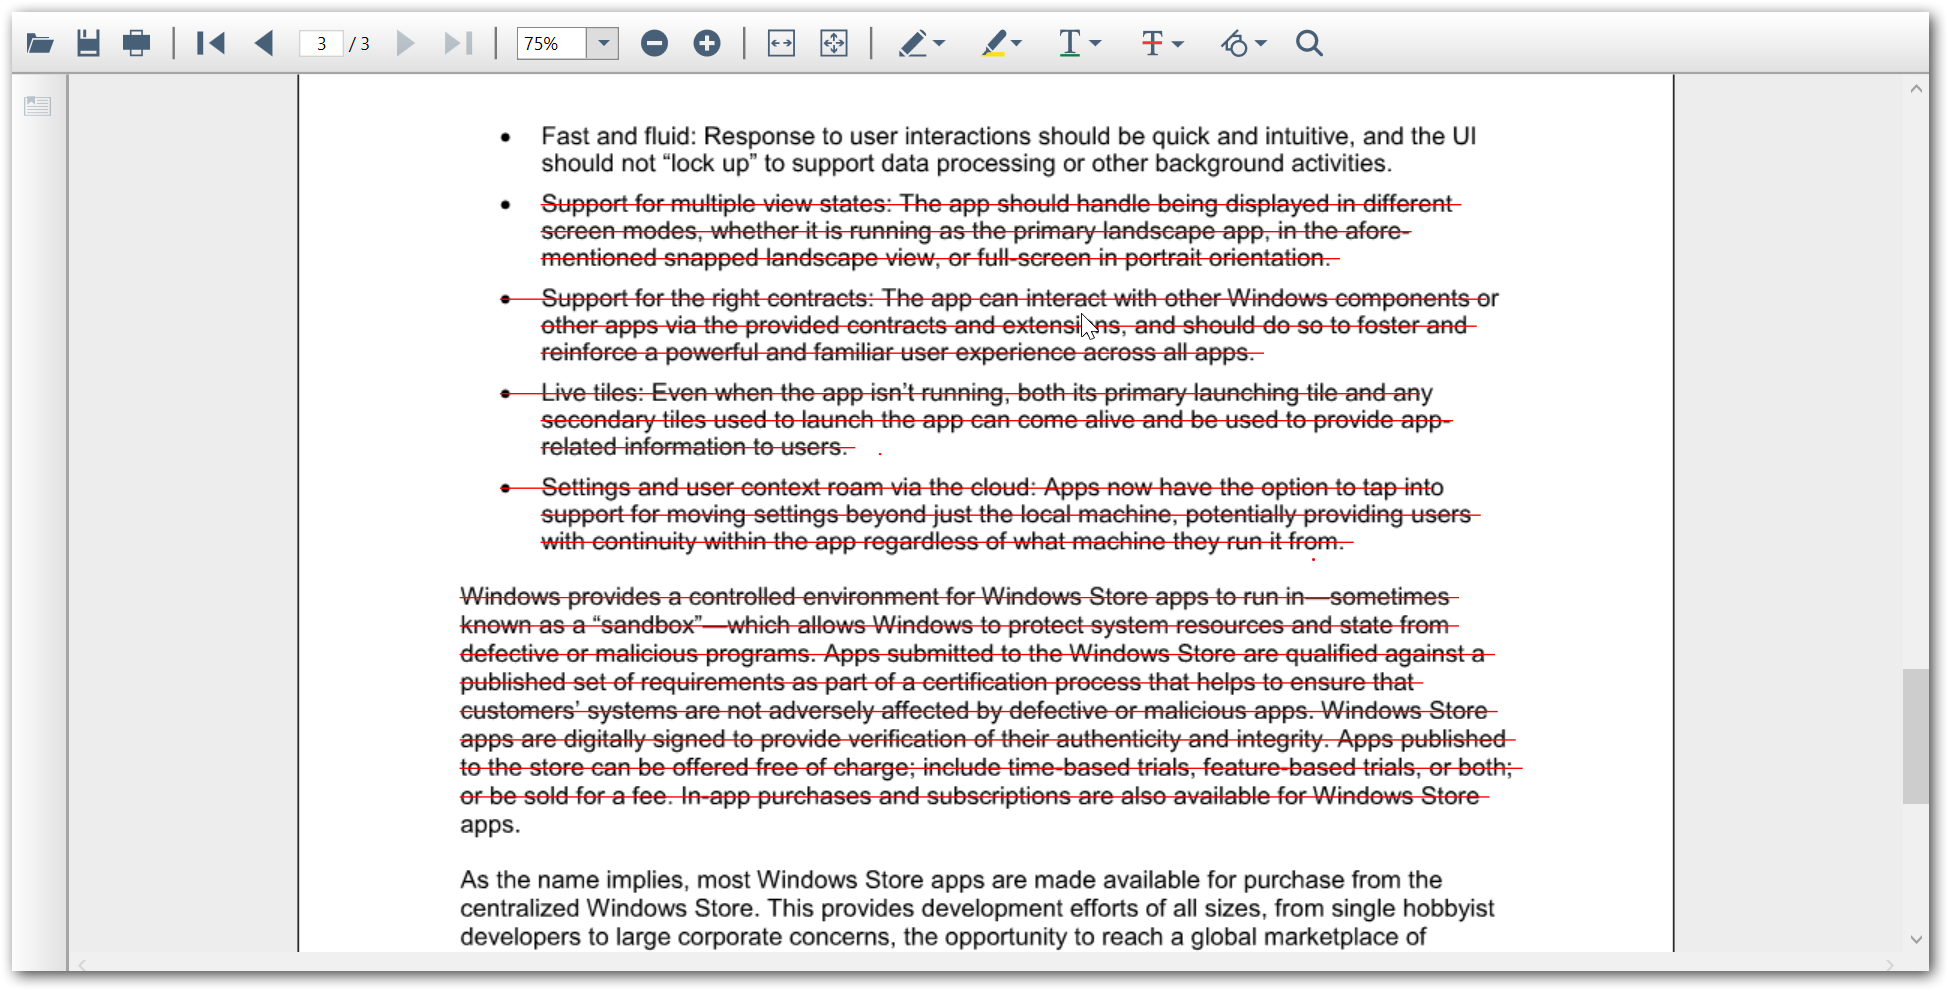 3 / 3 75%
• Fast and fluid: Response to user interactions should be quick and intuitive, and the UI
should not “lock up” to support data processing or other background activities.
• Support for multiple view states: The app should handle being displayed in different
screen modes, whether it is running as the primary landscape app, in the afore-
mentioned snapped landscape view, or full-screen in portrait orientation.
• Support for the right contracts: The app can interact with other Windows components or
other apps via the provided contracts and extensions, and should do so to foster and
reinforce a powerful and familiar user experience across all apps.
• Live tiles: Even when the app isn’t running, both its primary launching tile and any
secondary tiles used to launch the app can come alive and be used to provide app-
related information to users.
• Settings and user context roam via the cloud: Apps now have the option to tap into
support for moving settings beyond just the local machine, potentially providing users
with continuity within the app regardless of what machine they run it from.
Windows provides a controlled environment for Windows Store apps to run in—sometimes
known as a “sandbox”—which allows Windows to protect system resources and state from
defective or malicious programs. Apps submitted to the Windows Store are qualified against a
published set of requirements as part of a certification process that helps to ensure that
customers’ systems are not adversely affected by defective or malicious apps. Windows Store
apps are digitally signed to provide verification of their authenticity and integrity. Apps published
to the store can be offered free of charge; include time-based trials, feature-based trials, or both;
or be sold for a fee. In-app purchases and subscriptions are also available for Windows Store
apps.
As the name implies, most Windows Store apps are made available for purchase from the
centralized Windows Store. This provides development efforts of all sizes, from single hobbyist
developers to large corporate concerns, the opportunity to reach a global marketplace of